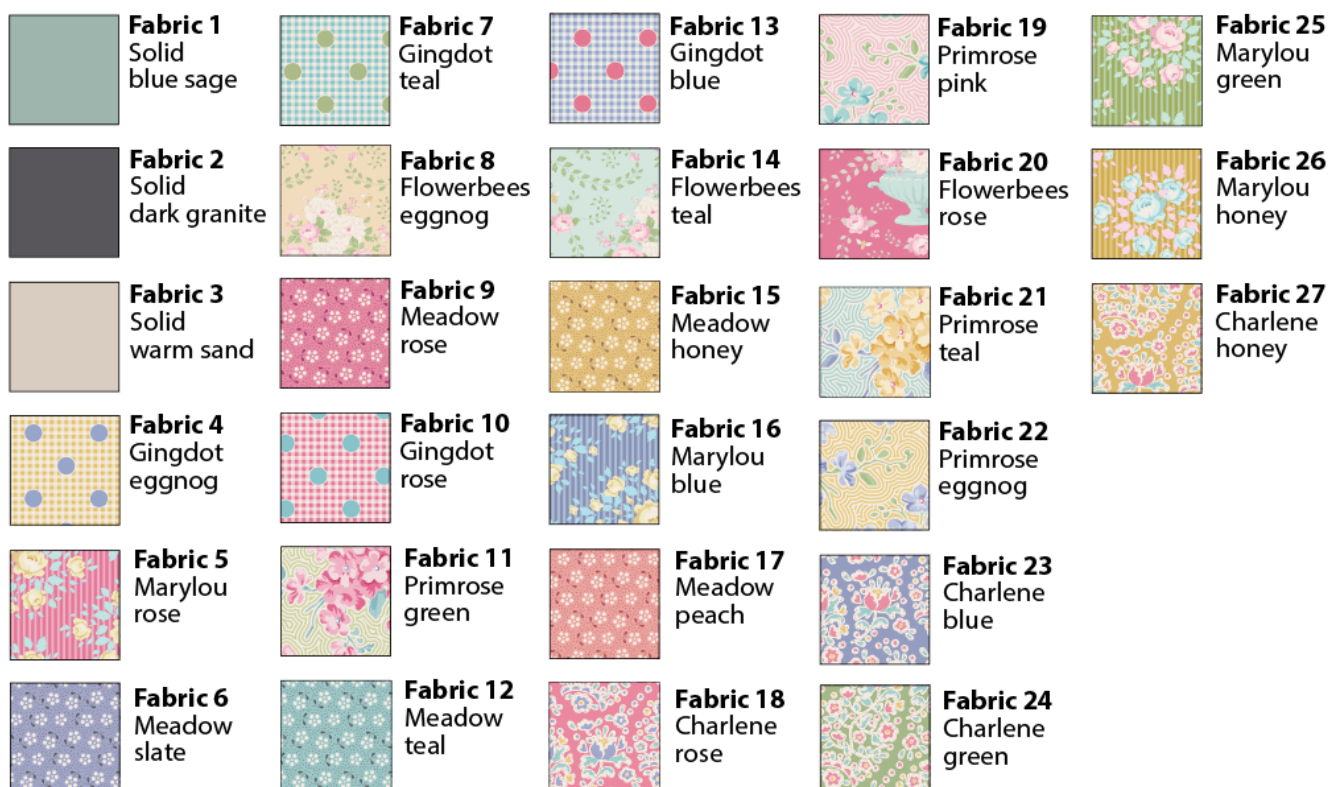 Fabric 1
Solid
blue sage
Fabric 2
Solid
dark granite
Fabric 3
Solid
warm sand
Fabric 4
Gingdot
eggnog
Fabric 5
Marylou
rose
Fabric 6
Meadow
slate
Fabric 7
Gingdot
teal
Fabric 8
Flowerbees
eggnog
Fabric 9
Meadow
rose
Fabric 10
Gingdot
rose
Fabric 11
Primrose
green
Fabric 12
Meadow
teal
Fabric 13
Gingdot
blue
Fabric 14
Flowerbees
teal
Fabric 15
Meadow
honey
Fabric 16
Marylou
blue
Fabric 17
Meadow
peach
Fabric 18
Charlene
rose
Fabric 19
Primrose
pink
Fabric 20
Flowerbees
rose
Fabric 21
Primrose
teal
Fabric 22
Primrose
eggnog
Fabric 23
Charlene
blue
Fabric 24
Charlene
green
Fabric 25
Marylou
green
Fabric 26
Marylou
honey
Fabric 27
Charlene
honey